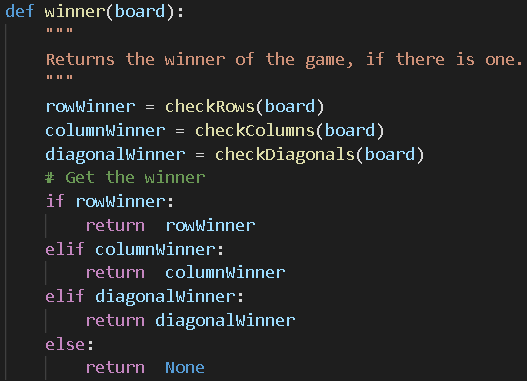 def winner(board):
    """
    Returns the winner of the game, if there is one.
    """
    rowWinner = checkRows(board)
    columnWinner = checkColumns(board)
    diagonalWinner = checkDiagonals(board)
    # Get the winner
    if rowWinner:
        return  rowWinner
    elif columnWinner:
        return  columnWinner
    elif diagonalWinner:
        return diagonalWinner
    else:
        return  None